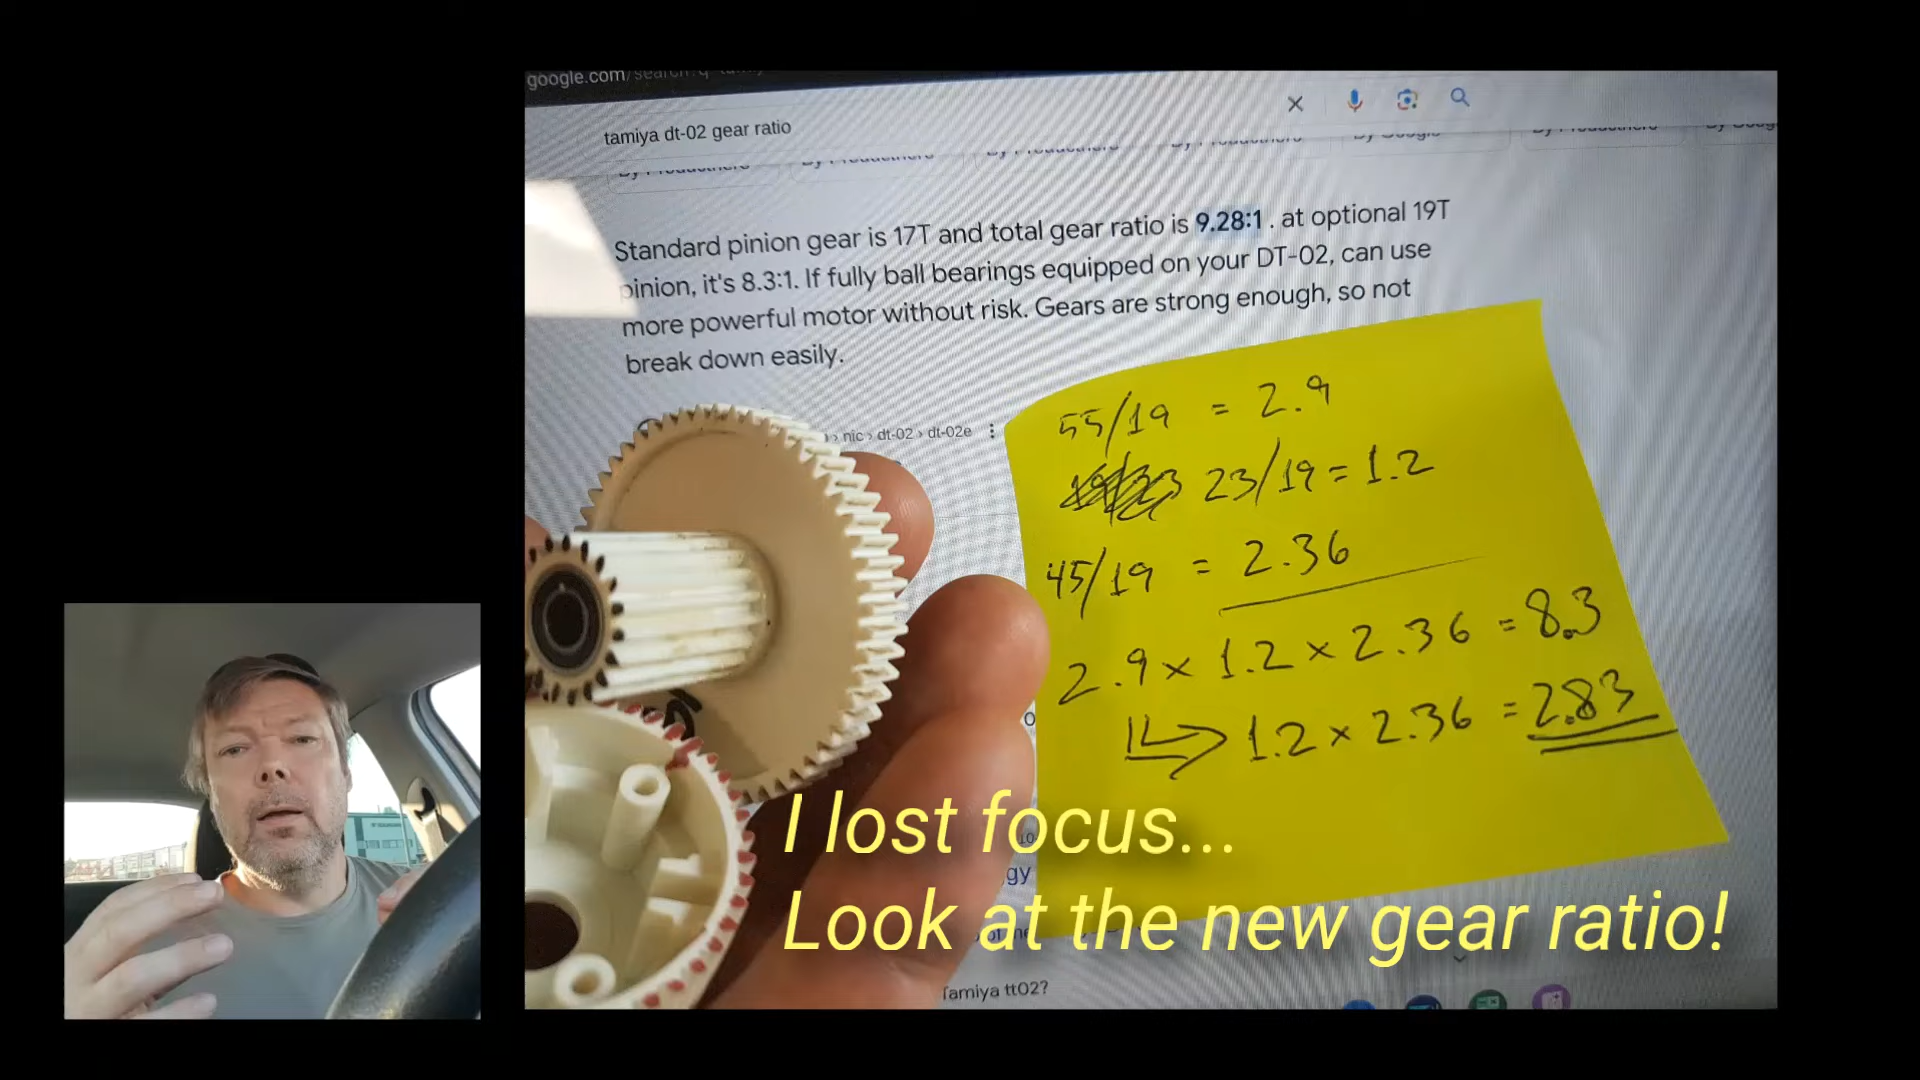 google.com/search?q
tamiya dt-02 gear ratio
Standard pinion gear is 17T and total gear ratio is 9.28:1 . at optional 19T
pinion, it's 8.3:1. If fully ball bearings equipped on your DT-02, can use
more powerful motor without risk. Gears are strong enough, so not
break down easily.
› nic › dt-02 › dt-02e
55/19 = 2.9
23/19 = 1.2
45/19 = 2.36
2.9 x 1.2 x 2.36 = 8.3
1.2 x 2.36 = 2.83
I lost focus...
Look at the new gear ratio!
Tamiya tt02?